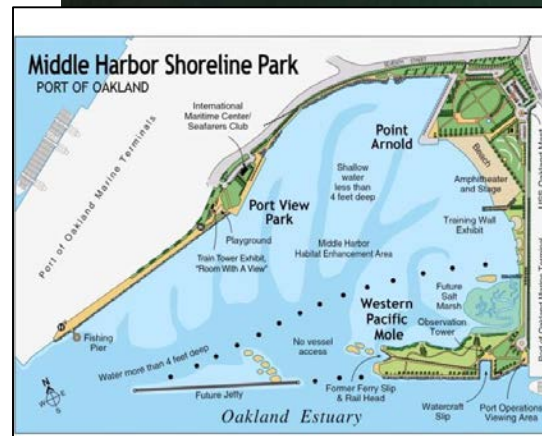 Middle Harbor Shoreline Park
PORT OF OAKLAND
SEVENTH STREET
International
Maritime Center/
Seafarers Club
Point
Arnold
Port of Oakland Marine Terminals
Shallow
water
less than
4 feet deep
Beach
Amphitheater
and Stage
Port View
Park
Training Wall
Exhibit
Playground
Train Tower Exhibit,
"Room With A View"
Middle Harbor
Habitat Enhancement Area
Future
Salt
Marsh
Western
Pacific
Mole
Observation
Tower
Fishing
Pier
Water more than 4 feet deep
No vessel
access
Future Jetty
Former Ferry Slip
& Rail Head
Watercraft
Slip
Port Operations
Viewing Area
Oakland Estuary
N
E
S
W